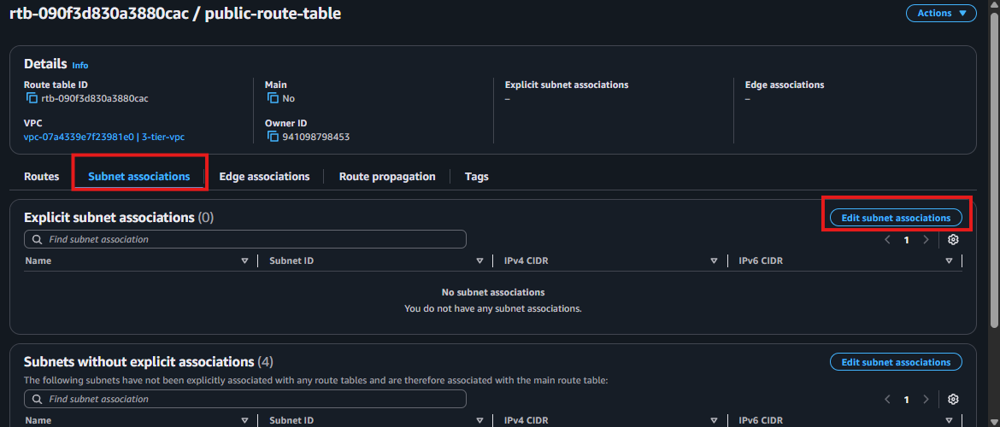 rtb-090f3d830a3880cac / public-route-table
Actions
Details Info
Route table ID
rtb-090f3d830a3880cac
Main
No
Explicit subnet associations
–
Edge associations
–
VPC
vpc-07a4339e7f23981e0 | 3-tier-vpc
Owner ID
941098798453
Routes Subnet associations Edge associations Route propagation Tags
Explicit subnet associations (0)
Edit subnet associations
Find subnet association
1
Name Subnet ID IPv4 CIDR IPv6 CIDR
No subnet associations
You do not have any subnet associations.
Subnets without explicit associations (4)
Edit subnet associations
The following subnets have not been explicitly associated with any route tables and are therefore associated with the main route table:
Find subnet association
1
Name Subnet ID IPv4 CIDR IPv6 CIDR